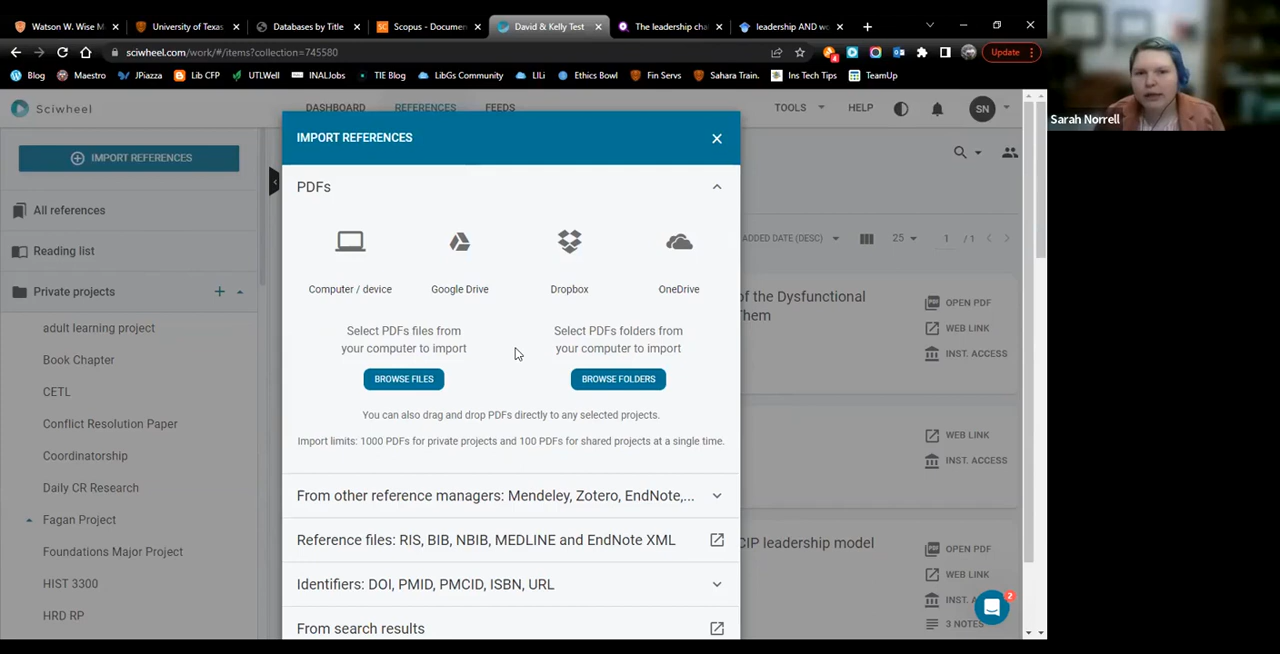 Watson W. Wise M
University of Texas
Databases by Title
Scopus - Documen
David & Kelly Test
The leadership cha
leadership AND wo
sciwheel.com/work/#/items?collection=745580
Update
Blog
Maestro
JPiazza
Lib CFP
UTLWell
INALJobs
TIE Blog
LibGs Community
LILi
Ethics Bowl
Fin Servs
Sahara Train.
Ins Tech Tips
TeamUp
Sarah Norrell
Sciwheel
DASHBOARD
REFERENCES
FEEDS
TOOLS
HELP
SN
IMPORT REFERENCES
All references
Reading list
Private projects
adult learning project
Book Chapter
CETL
Conflict Resolution Paper
Coordinatorship
Daily CR Research
Fagan Project
Foundations Major Project
HIST 3300
HRD RP
IMPORT REFERENCES
PDFs
Computer / device
Google Drive
Dropbox
OneDrive
Select PDFs files from
your computer to import
BROWSE FILES
Select PDFs folders from
your computer to import
BROWSE FOLDERS
You can also drag and drop PDFs directly to any selected projects.
Import limits: 1000 PDFs for private projects and 100 PDFs for shared projects at a single time.
From other reference managers: Mendeley, Zotero, EndNote,...
Reference files: RIS, BIB, NBIB, MEDLINE and EndNote XML
Identifiers: DOI, PMID, PMCID, ISBN, URL
From search results
ADDED DATE (DESC)
25
1 / 1
of the Dysfunctional
Them
OPEN PDF
WEB LINK
INST. ACCESS
WEB LINK
INST. ACCESS
CIP leadership model
OPEN PDF
WEB LINK
INST. A
3 NOTES
2